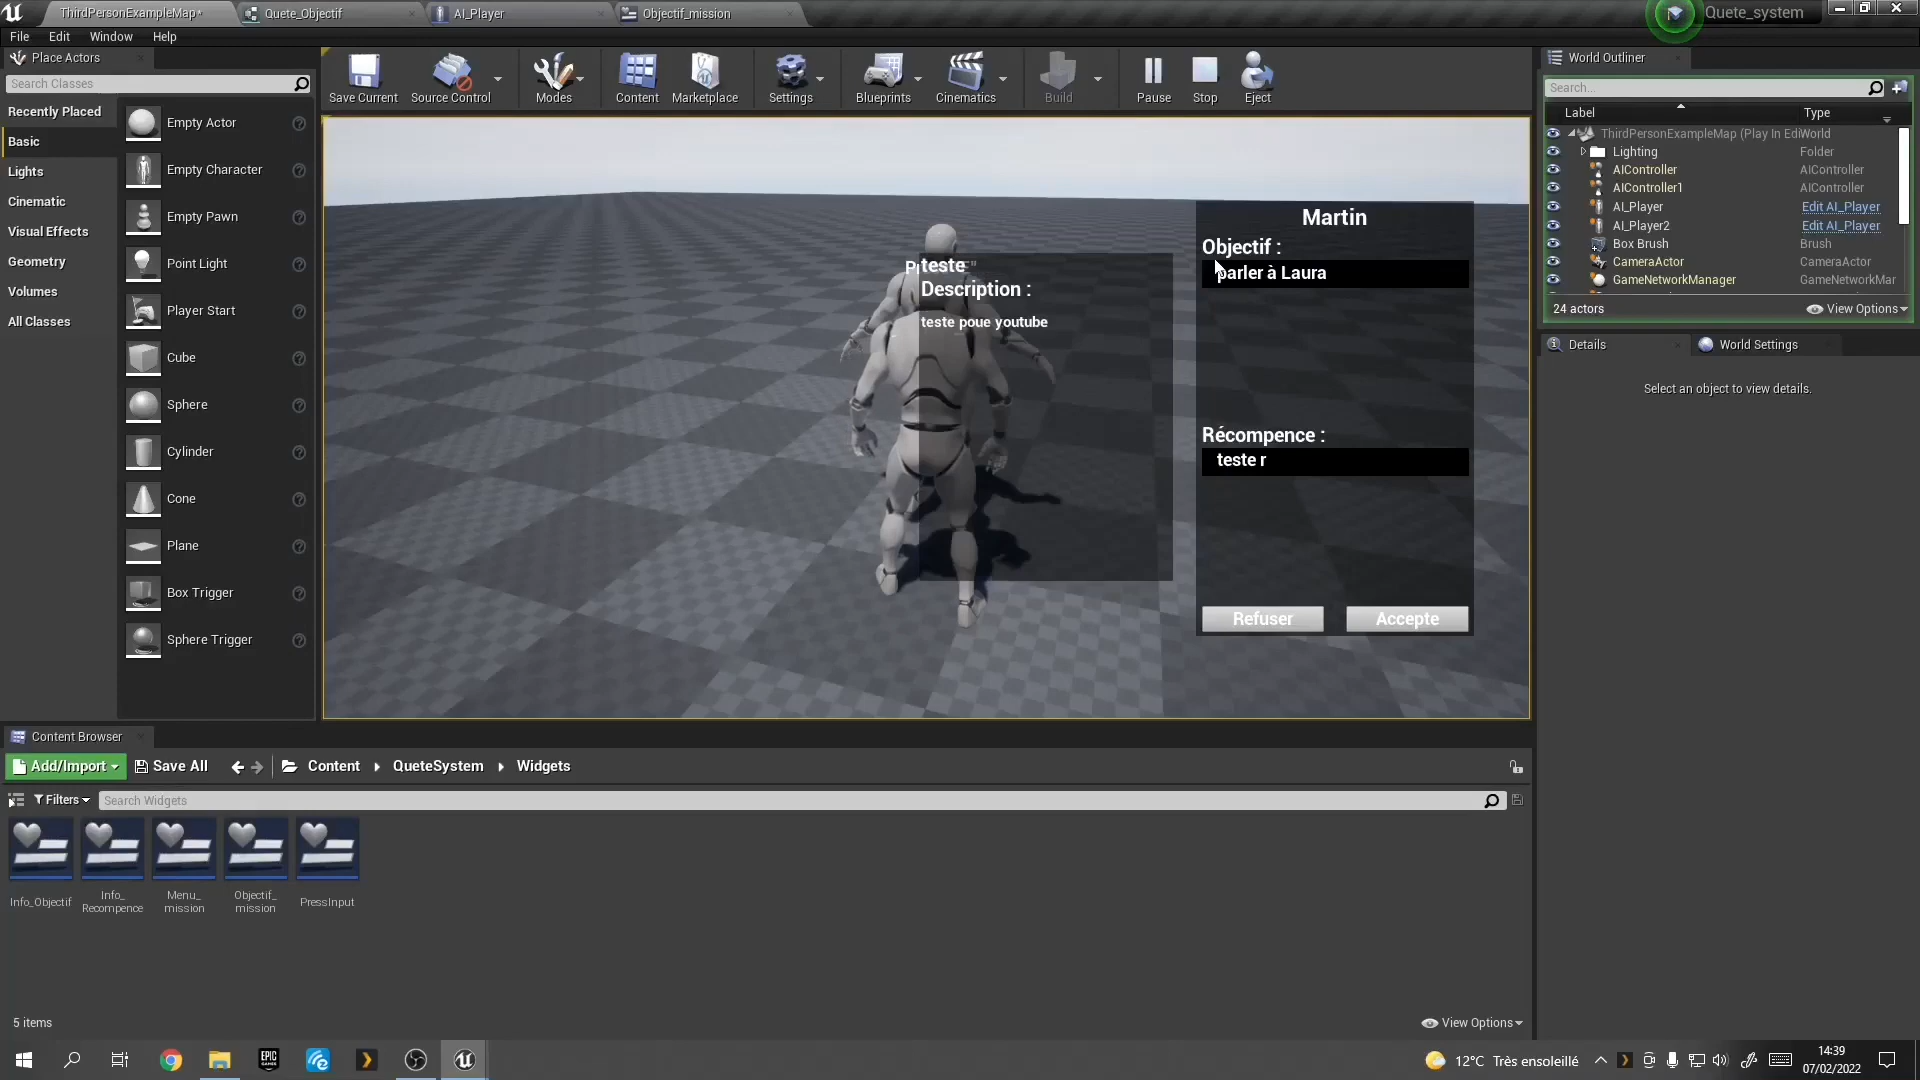 ThirdPersonExampleMap*
Quete_Objectif
AI_Player
Objectif_mission
Quete_system
File
Edit
Window
Help
Place Actors
Search Classes
Recently Placed
Basic
Lights
Cinematic
Visual Effects
Geometry
Volumes
All Classes
Empty Actor
Empty Character
Empty Pawn
Point Light
Player Start
Cube
Sphere
Cylinder
Cone
Plane
Box Trigger
Sphere Trigger
Save Current
Source Control
Modes
Content
Marketplace
Settings
Blueprints
Cinematics
Build
Pause
Stop
Eject
teste
Description :
teste poue youtube
Martin
Objectif :
parler à Laura
Récompence :
teste r
Refuser
Accepte
World Outliner
Search...
Label
Type
ThirdPersonExampleMap (Play In Edi
World
Lighting
Folder
AIController
AIController
AIController1
AIController
AI_Player
Edit AI_Player
AI_Player2
Edit AI_Player
Box Brush
Brush
CameraActor
CameraActor
GameNetworkManager
GameNetworkMar
24 actors
View Options
Details
World Settings
Select an object to view details.
Content Browser
Add/Import
Save All
Content
QueteSystem
Widgets
Filters
Search Widgets
Info_Objectif
Info_
Recompence
Menu_
mission
Objectif_
mission
PressInput
5 items
View Options
EPIC
GAMES
12°C Très ensoleillé
14:39
07/02/2022